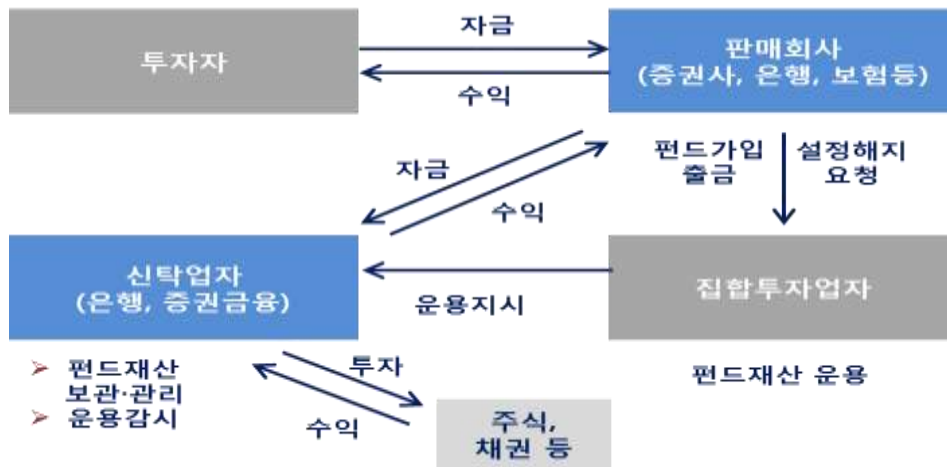 자금
투자자
판매회사
(증권사, 은행, 보험등)
수익
자금
수익
펀드가입
출금
설정해지
요청
신탁업자
(은행, 증권금융)
운용지시
집합투자업자
➢ 펀드재산
보관·관리
➢ 운용감시
투자
수익
주식,
채권 등
펀드재산 운용